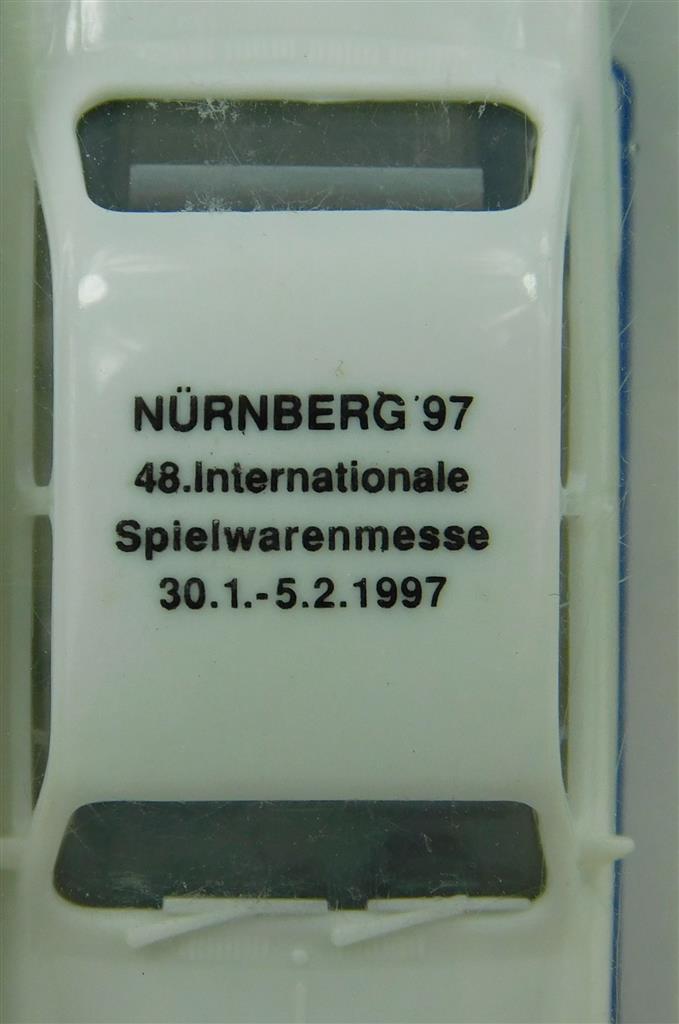 NÜRNBERG '97
48.Internationale
Spielwarenmesse
30.1.-5.2.1997